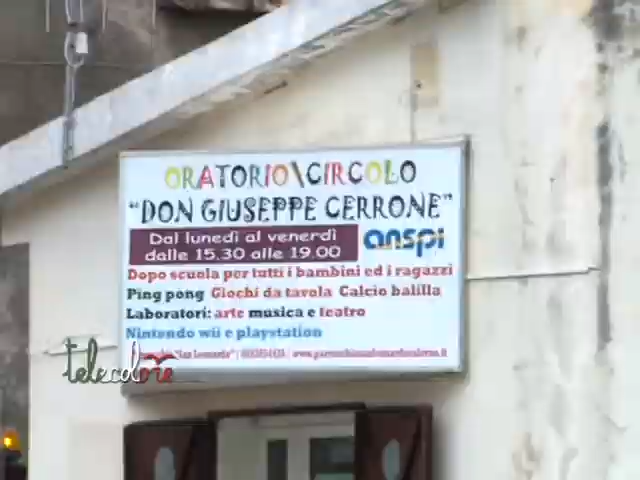 ORATORIO\CIRCOLO
"DON GIUSEPPE CERRONE"
Dal lunedì al venerdì
dalle 15.30 alle 19.00
anspi
Dopo scuola per tutti i bambini ed i ragazzi
Ping pong Giochi da tavola Calcio balilla
Laboratori: arte musica e teatro
Nintendo wii e playstation
"San Leonardo"
telecolore